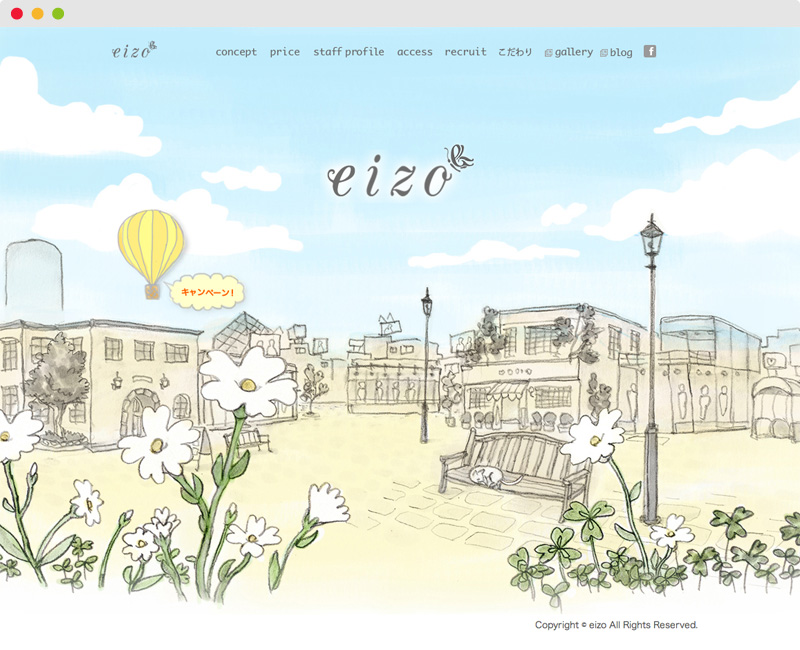 eizo concept price staff profile access recruit こだわり gallery blog f
eizo
キャンペーン!
Copyright © eizo All Rights Reserved.